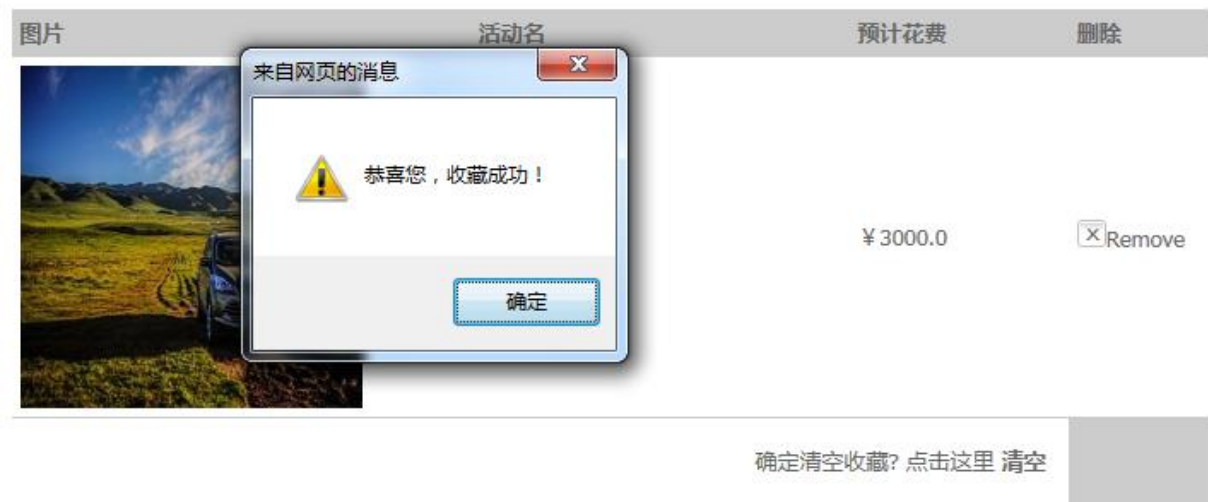 图片 活动名 预计花费 删除
来自网页的消息
恭喜您，收藏成功！
¥3000.0 Remove
确定
确定清空收藏? 点击这里 清空